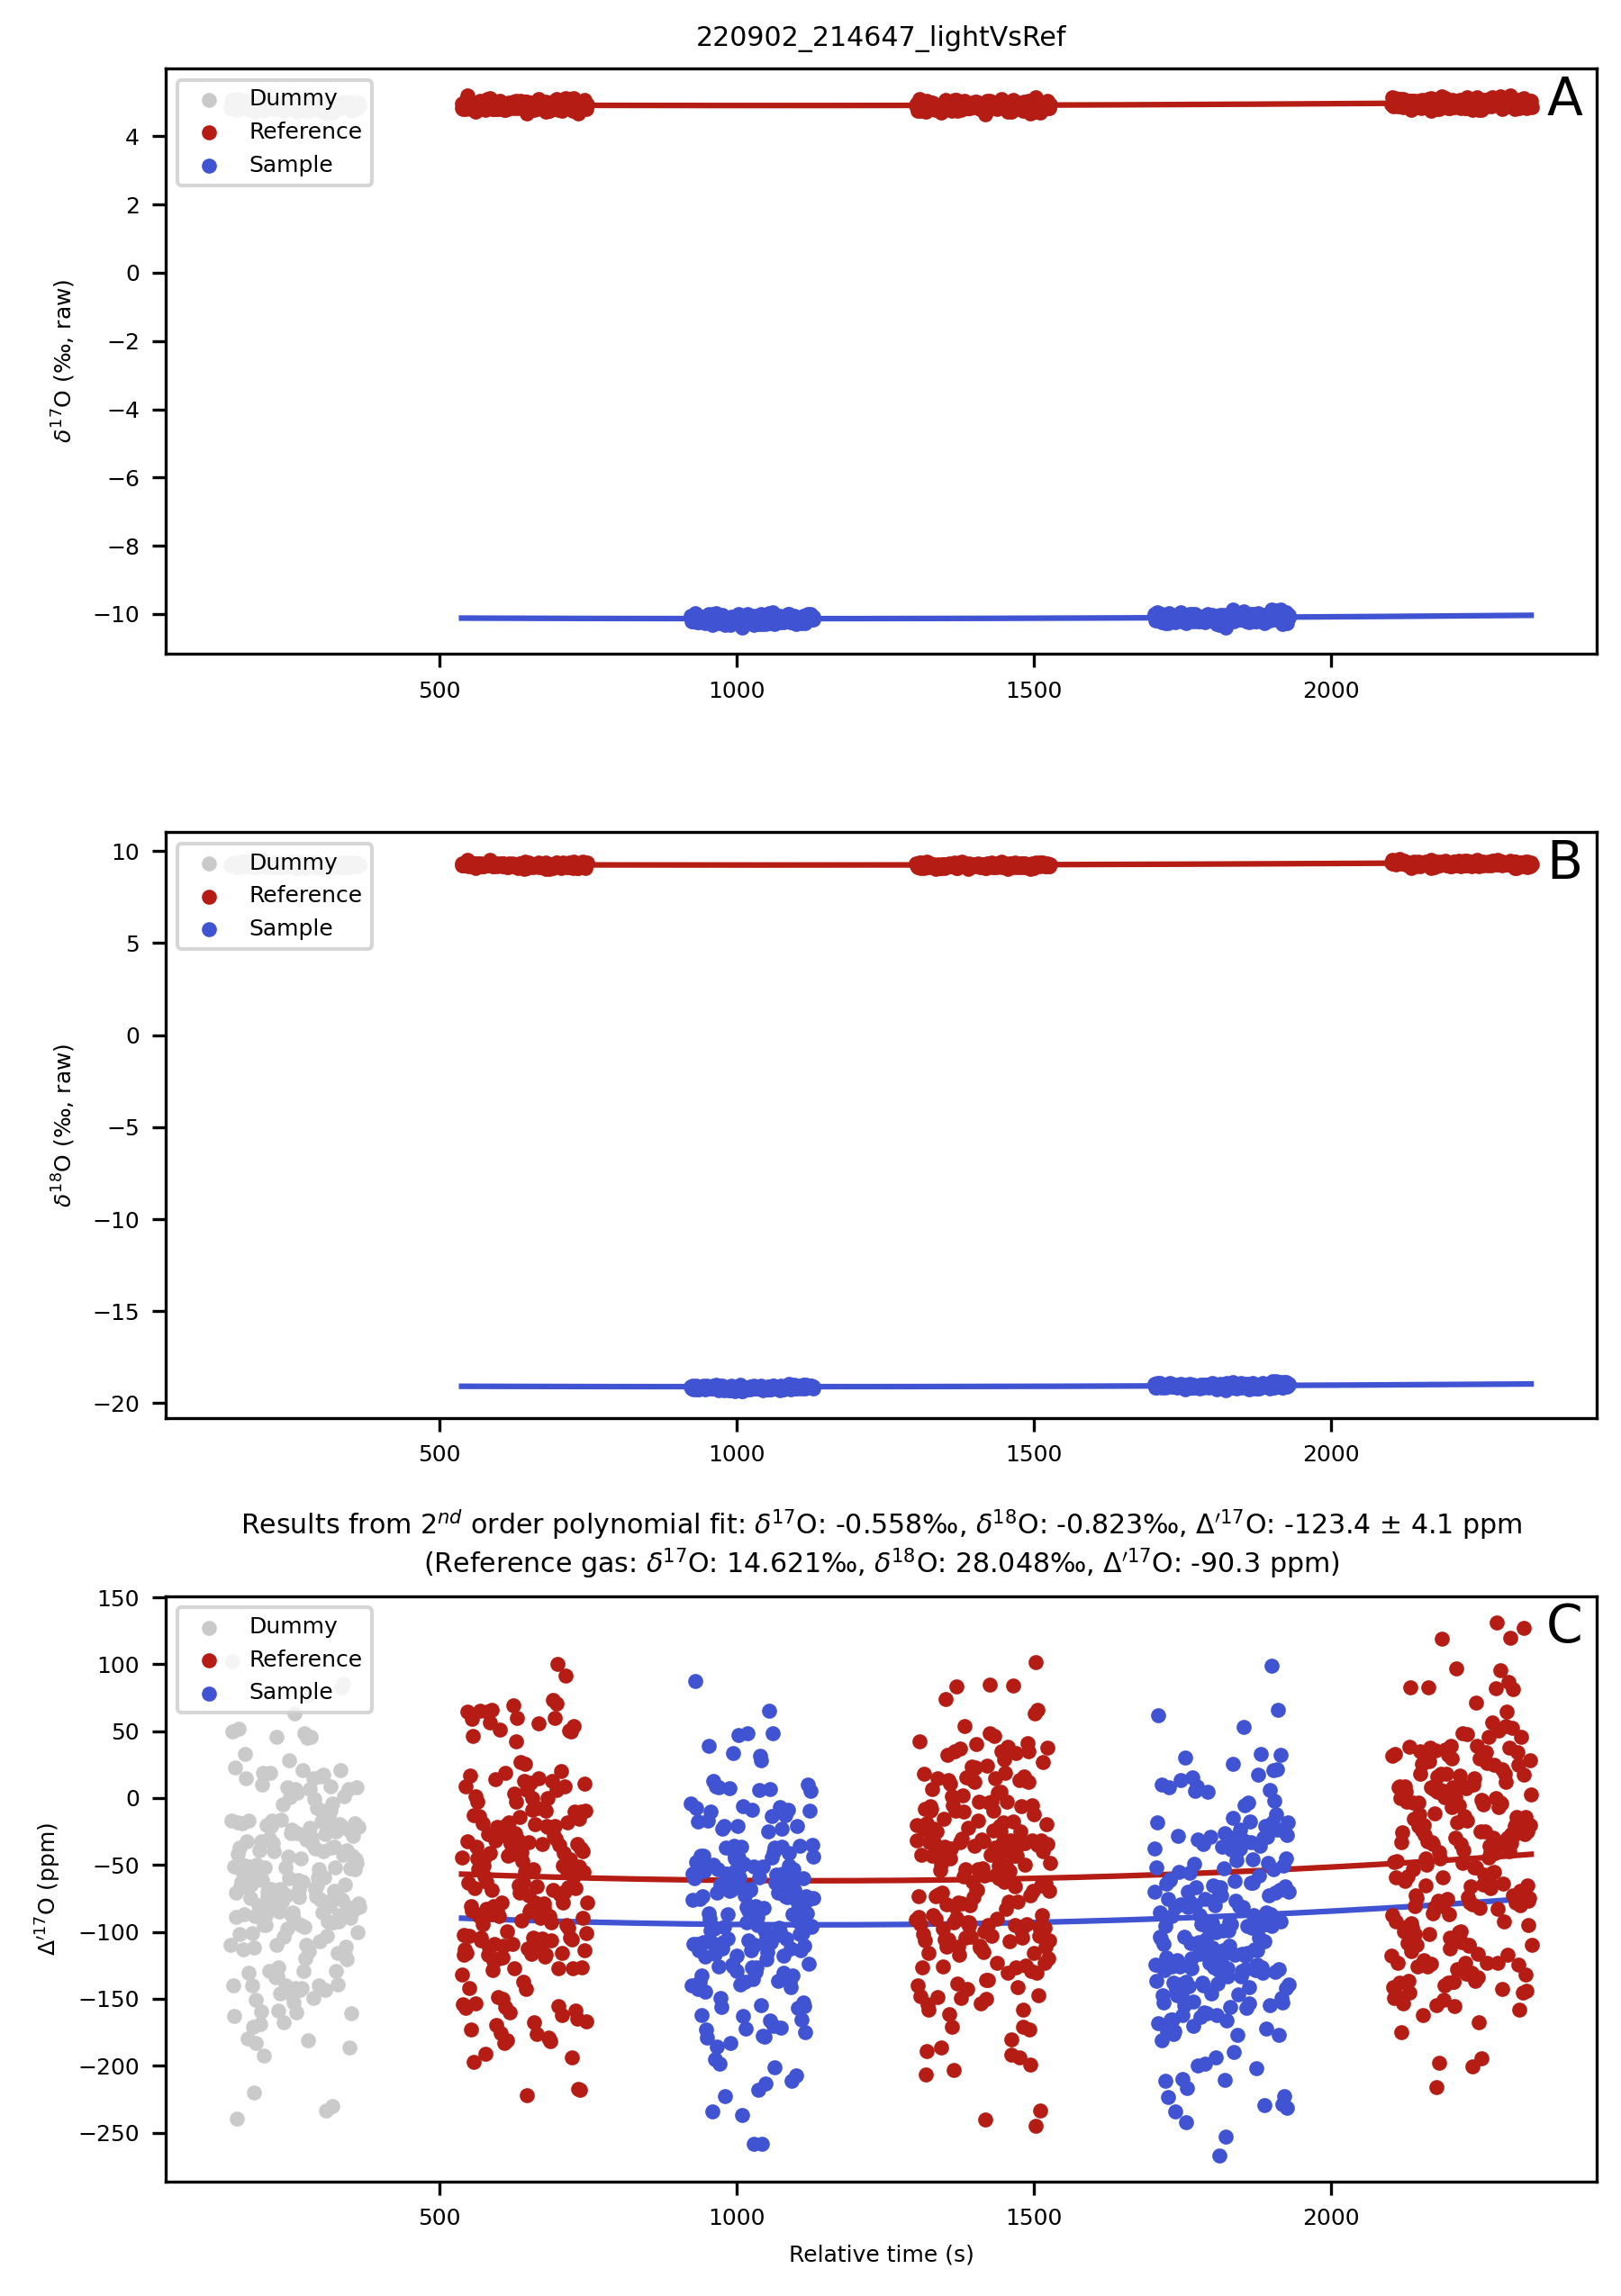 220902_214647_lightVsRef
A
Dummy
Reference
Sample
4
2
0
−2
−4
−6
−8
−10
δ¹⁷O (‰, raw)
500 1000 1500 2000
B
Dummy
Reference
Sample
10
5
0
−5
−10
−15
−20
δ¹⁸O (‰, raw)
500 1000 1500 2000
Results from 2ⁿᵈ order polynomial fit: δ¹⁷O: -0.558‰, δ¹⁸O: -0.823‰, Δ′¹⁷O: -123.4 ± 4.1 ppm
(Reference gas: δ¹⁷O: 14.621‰, δ¹⁸O: 28.048‰, Δ′¹⁷O: -90.3 ppm)
C
Dummy
Reference
Sample
150
100
50
0
−50
−100
−150
−200
−250
Δ′¹⁷O (ppm)
500 1000 1500 2000
Relative time (s)